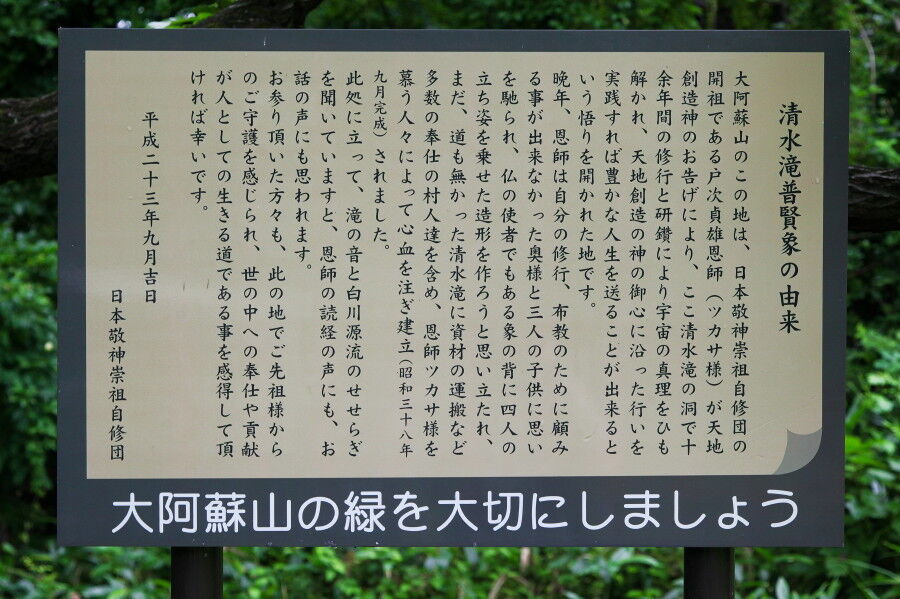 清水滝普賢象の由来
大阿蘇山のこの地は、日本敬神崇祖自修団の
開祖である戸次貞雄恩師（ツカサ様）が天地
創造神のお告げにより、ここ清水滝の洞で十
余年間の修行と研鑽により宇宙の真理をひも
解かれ、天地創造の神の御心に沿った行いを
実践すれば豊かな人生を送ることが出来ると
いう悟りを開かれた地です。
晩年、恩師は自分の修行、布教のために顧み
る事が出来なかった奥様と三人の子供に思い
を馳られ、仏の使者でもある象の背に四人の
立ち姿を乗せた造形を作ろうと思い立たれ、
まだ、道も無かった清水滝に資材の運搬など
多数の奉仕の村人達を含め、恩師ツカサ様を
慕う人々によって心血を注ぎ建立（昭和三十八年
九月完成）されました。
此処に立って、滝の音と白川源流のせせらぎ
を聞いていますと、恩師の読経の声にも、お
話の声にも思われます。
お参り頂いた方々も、此の地でご先祖様から
のご守護を感じられ、世の中への奉仕や貢献
が人としての生きる道である事を感得して頂
ければ幸いです。
平成二十三年九月吉日
日本敬神崇祖自修団
大阿蘇山の緑を大切にしましょう